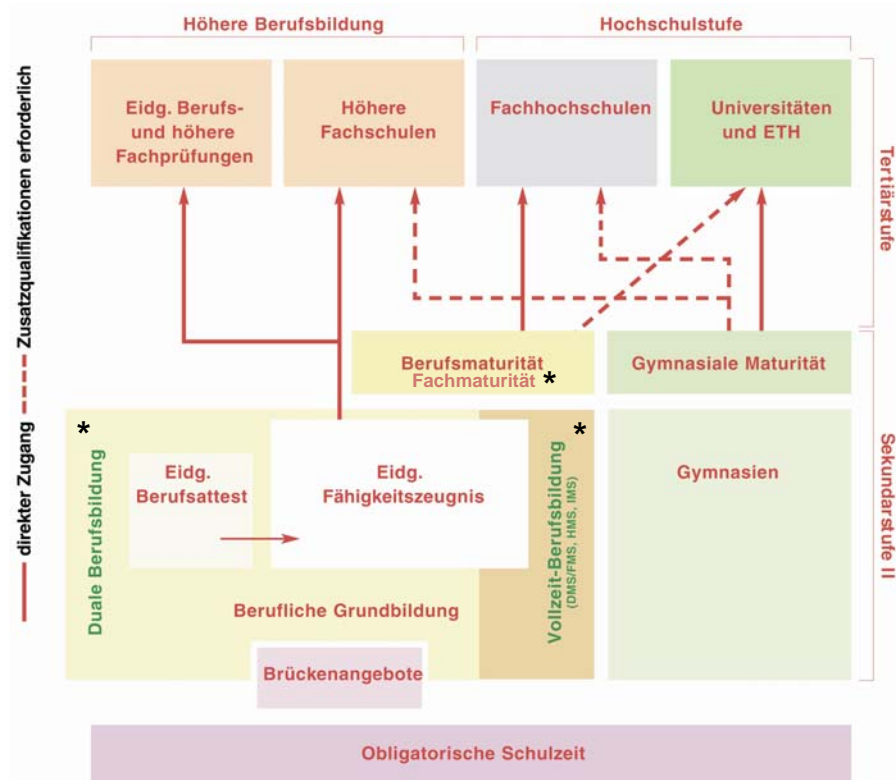 Höhere Berufsbildung
Hochschulstufe
Eidg. Berufs-
und höhere
Fachprüfungen
Höhere
Fachschulen
Fachhochschulen
Universitäten
und ETH
Tertiärstufe
Zusatzqualifikationen erforderlich
direkter Zugang
Berufsmaturität
Fachmaturität *
Gymnasiale Maturität
*
Duale Berufsbildung
Eidg.
Berufsattest
Eidg.
Fähigkeitszeugnis
*
Vollzeit-Berufsbildung
(DMS/FMS, HMS, IMS)
Gymnasien
Sekundarstufe II
Berufliche Grundbildung
Brückenangebote
Obligatorische Schulzeit